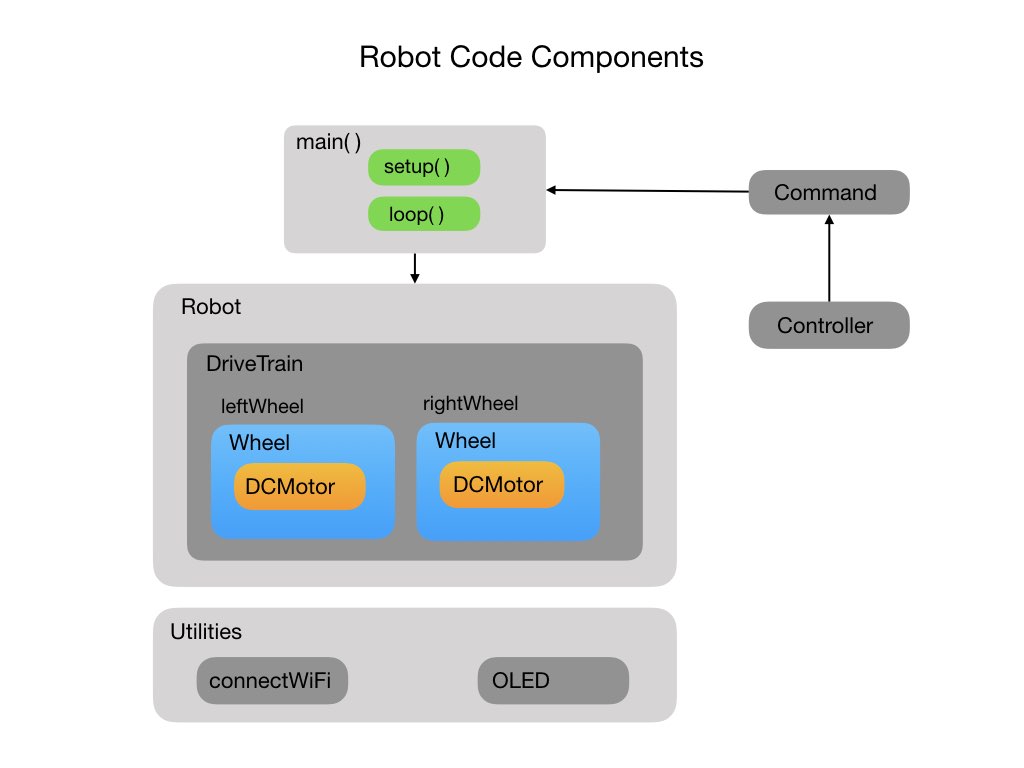 Robot Code Components
main( )
setup( )
loop( )
Command
Controller
Robot
DriveTrain
leftWheel
rightWheel
Wheel
Wheel
DCMotor
DCMotor
Utilities
connectWiFi
OLED